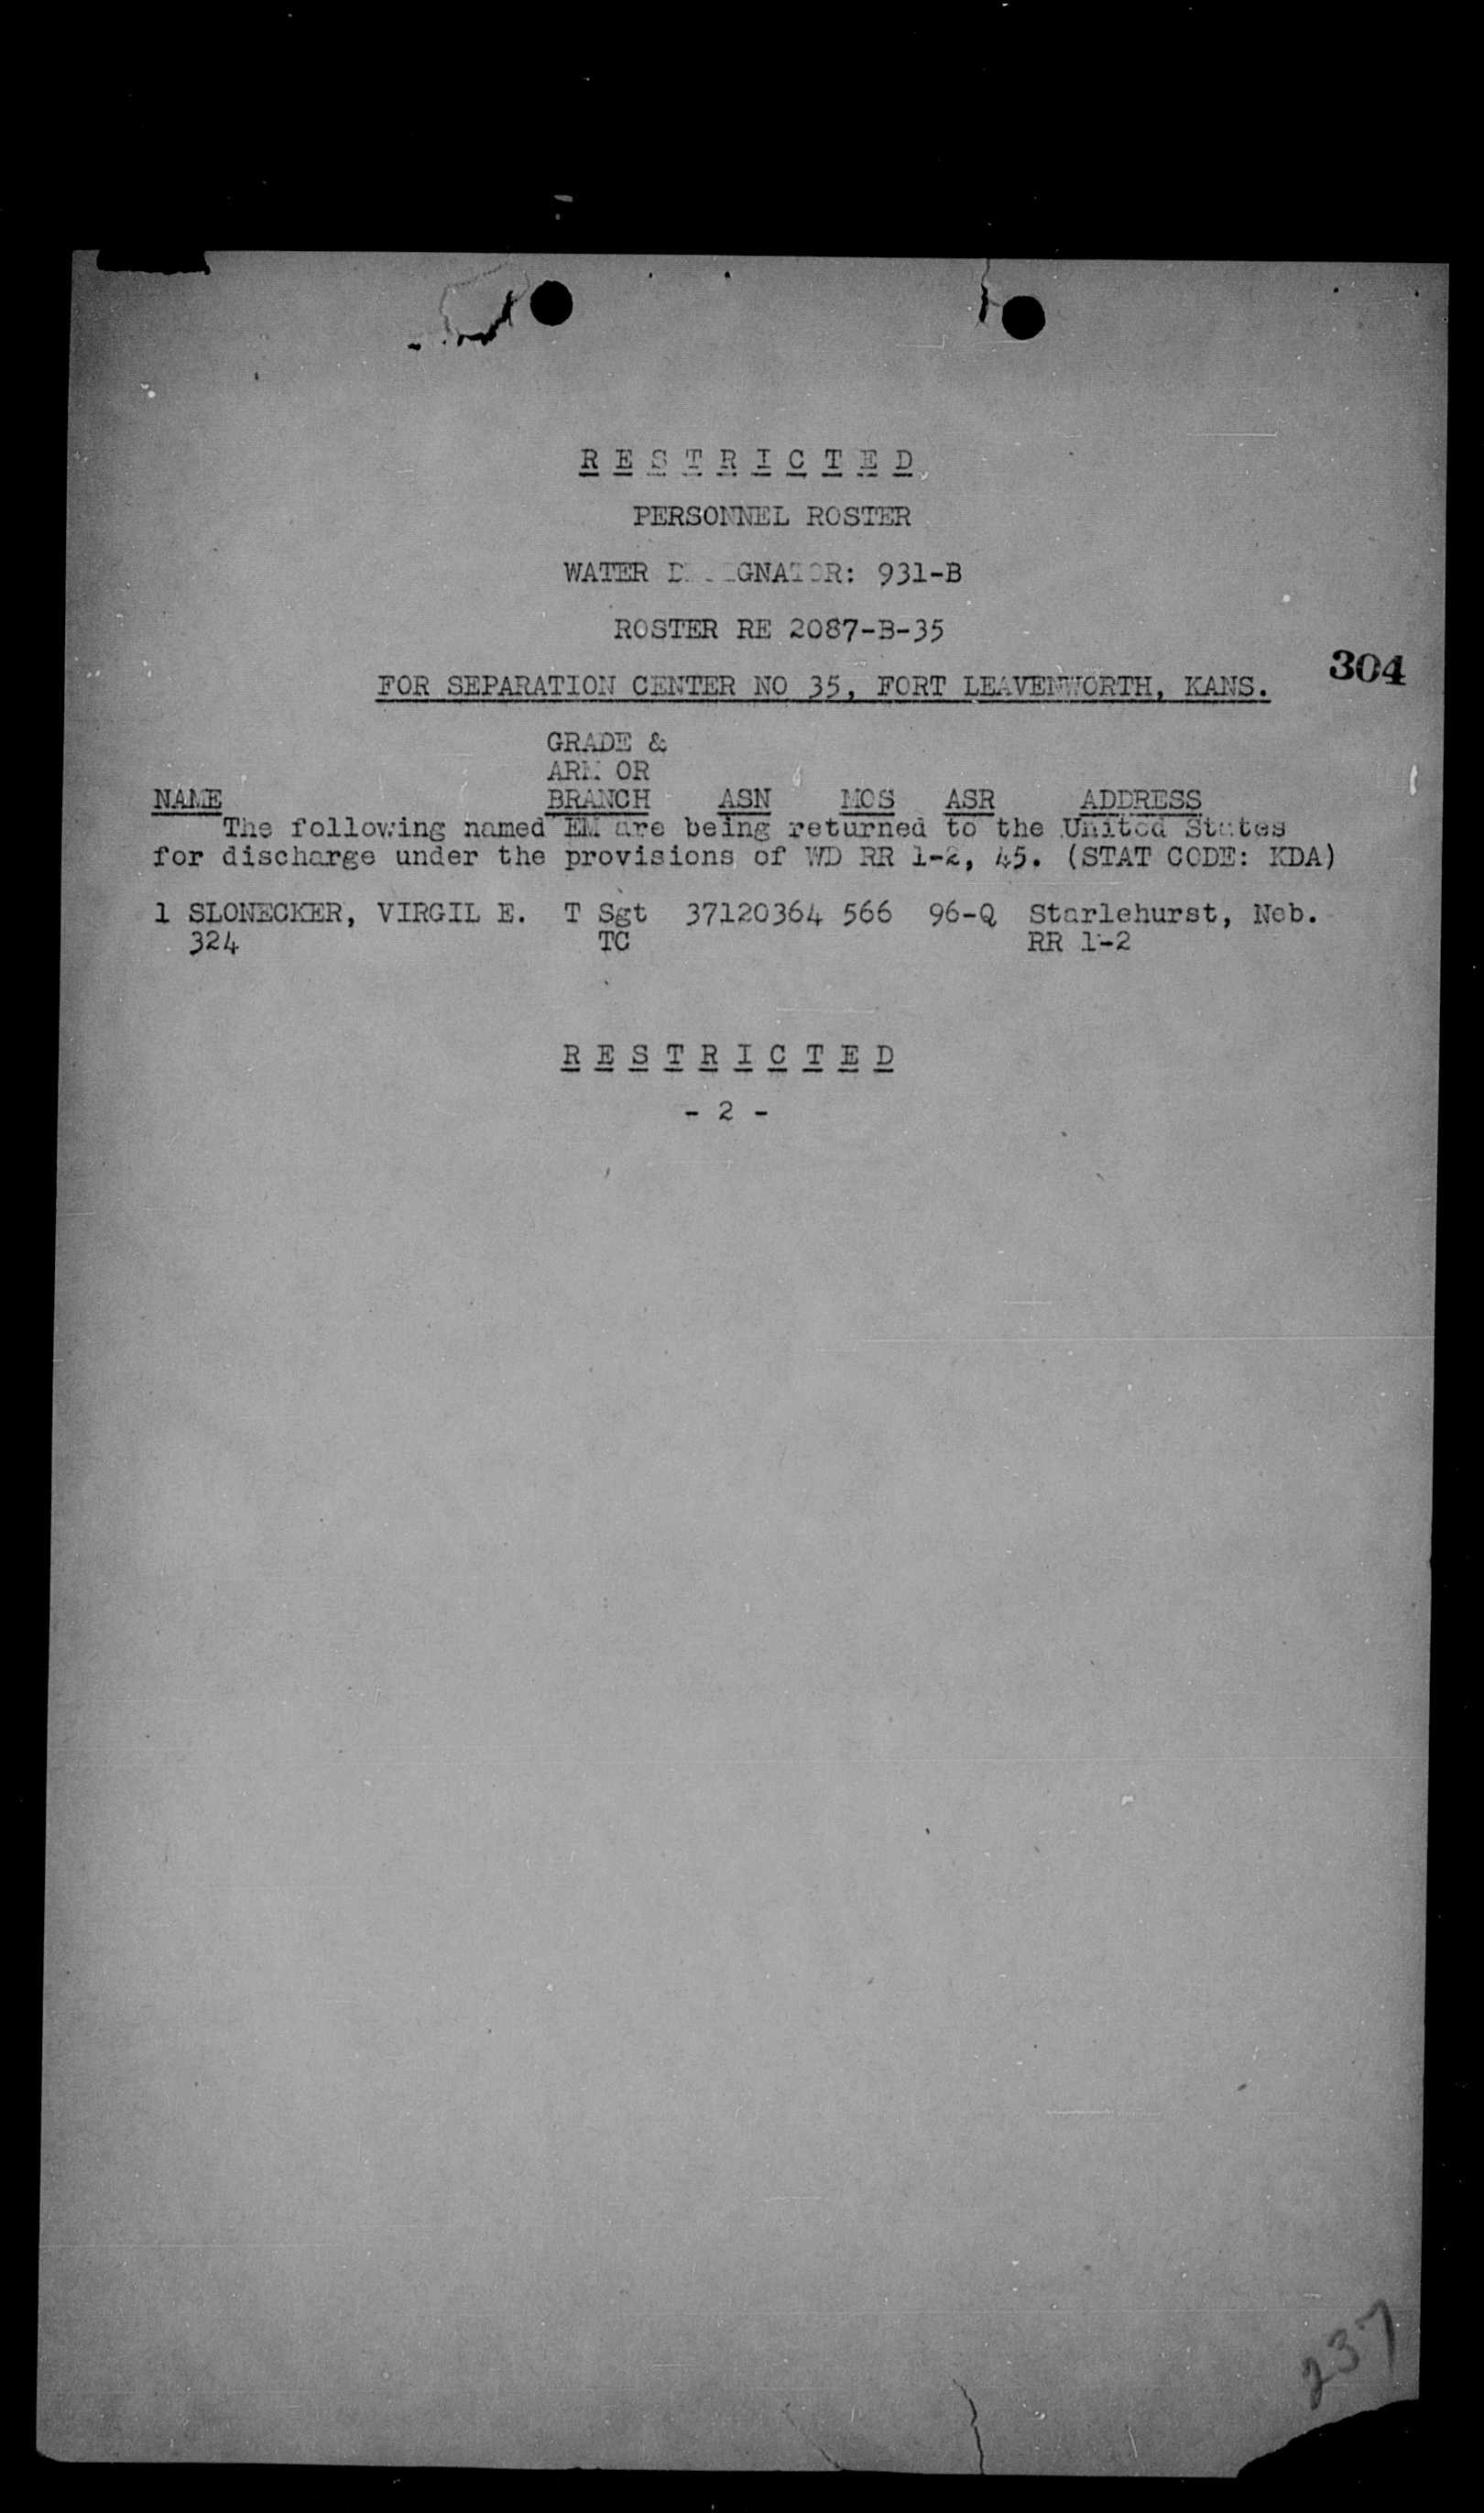 R E S T R I C T E D
PERSONNEL ROSTER
WATER DESIGNATOR: 931-B
ROSTER RE 2087-B-35
304
FOR SEPARATION CENTER NO 35, FORT LEAVENWORTH, KANS.
GRADE &
ARM OR
NAME BRANCH ASN MOS ASR ADDRESS
The following named EM are being returned to the United States
for discharge under the provisions of WD RR 1-2, 45. (STAT CODE: KDA)
1 SLONECKER, VIRGIL E. T Sgt 37120364 566 96-Q Starlehurst, Neb.
324 TC RR 1-2
R E S T R I C T E D
- 2 -
237